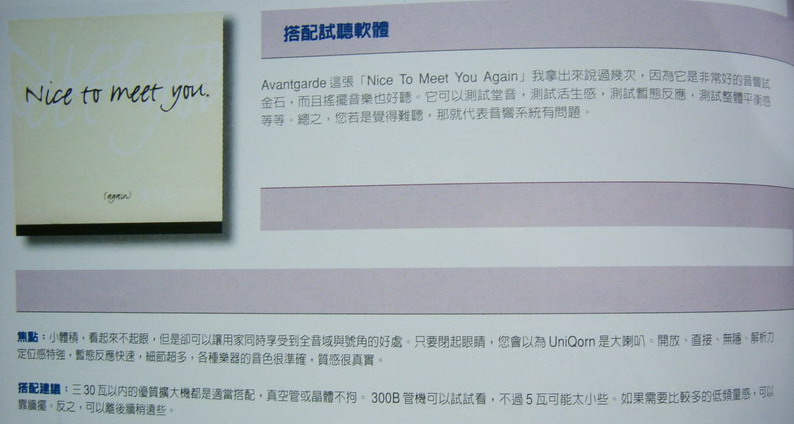 Nice to meet you.
(again)
搭配試聽軟體
Avantgarde 這張「Nice To Meet You Again」我拿出來說過幾次,因為它是非常好的音響試
金石,而且搖擺音樂也好聽。它可以測試堂音,測試活生感,測試暫態反應,測試整體平衡感
等等。總之,您若是覺得難聽,那就代表音響系統有問題。
焦點:小體積,看起來不起眼,但是卻可以讓用家同時享受到全音域與號角的好處。只要閉起眼睛,您會以為 UniQorn 是大喇叭。開放、直接、無隱,解析力
定位感特強,暫態反應快速,細節超多,各種樂器的音色很準確,質感很真實。
搭配建議:三 30 瓦以內的優質擴大機都是適當搭配,真空管或晶體不拘。300B 管機可以試試看,不過 5 瓦可能太小些。如果需要比較多的低頻量感,可以
靠牆擺。反之,可以離後牆稍遠些。